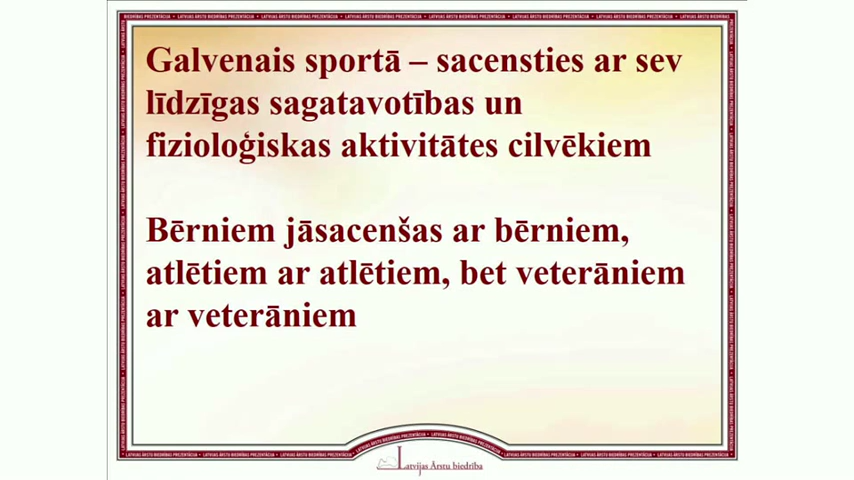 Galvenais sportā – sacensties ar sev
līdzīgas sagatavotības un
fizioloģiskas aktivitātes cilvēkiem
Bērniem jāsacenšas ar bērniem,
atlētiem ar atlētiem, bet veterāniem
ar veterāniem
Latvijas Ārstu biedrība